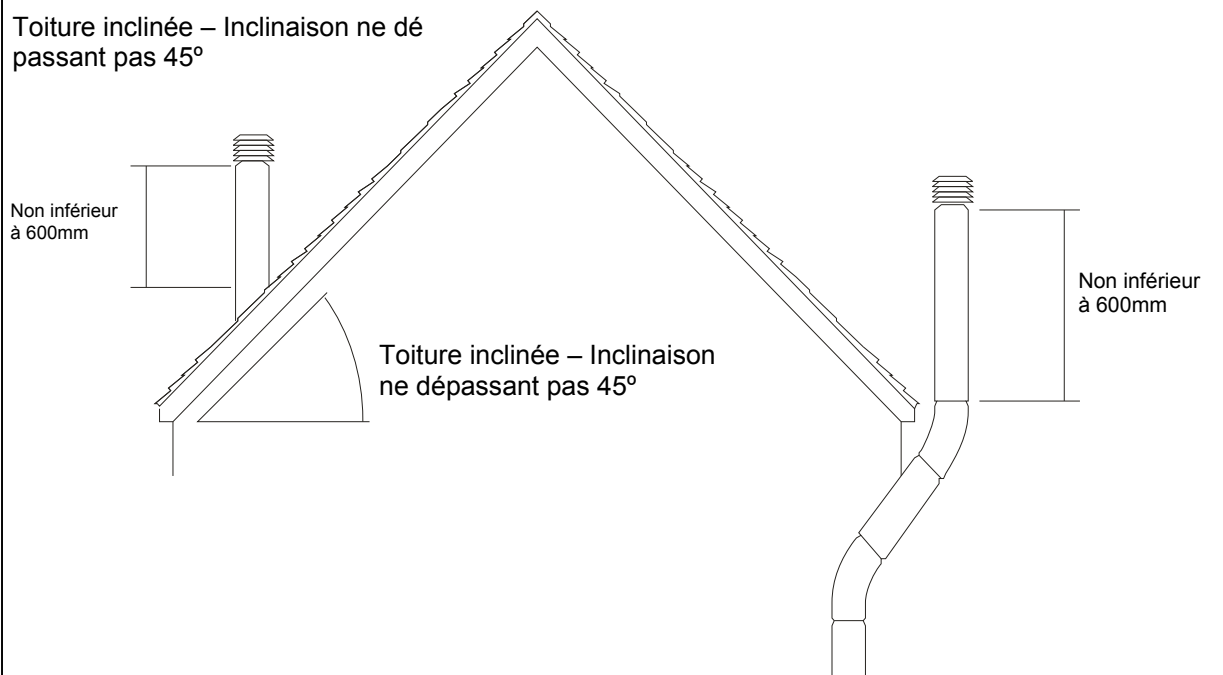 Toiture inclinée – Inclinaison ne dé
passant pas 45º
Non inférieur
à 600mm
Non inférieur
à 600mm
Toiture inclinée – Inclinaison
ne dépassant pas 45º